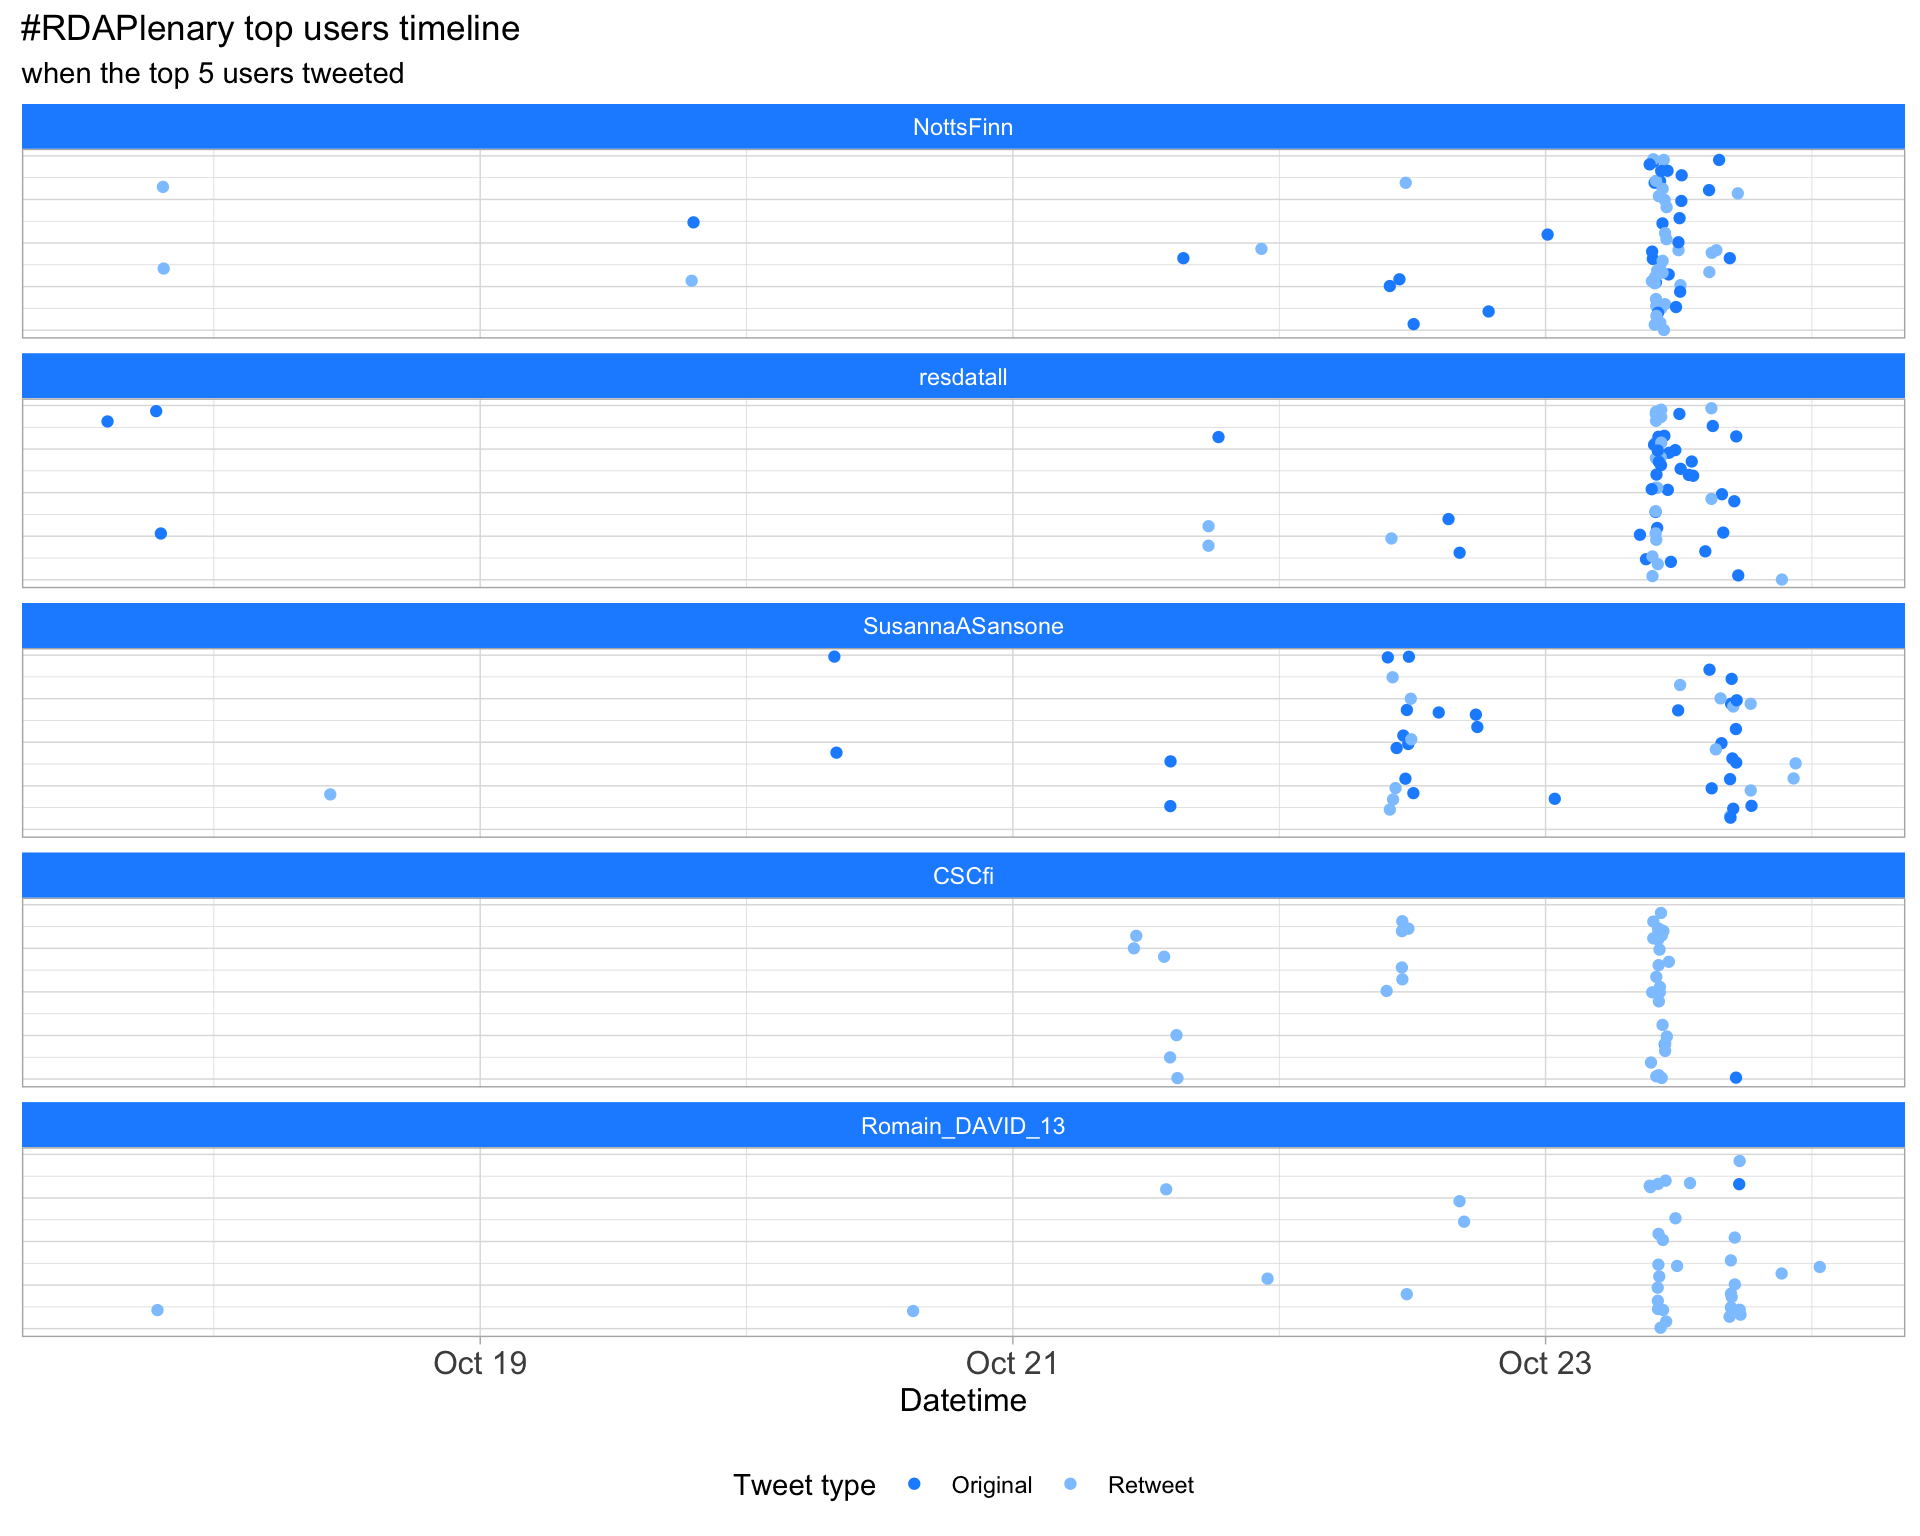 #RDAPlenary top users timeline
when the top 5 users tweeted
NottsFinn
resdatall
SusannaASansone
CSCfi
Romain_DAVID_13
Oct 19 Oct 21 Oct 23
Datetime
Tweet type Original Retweet